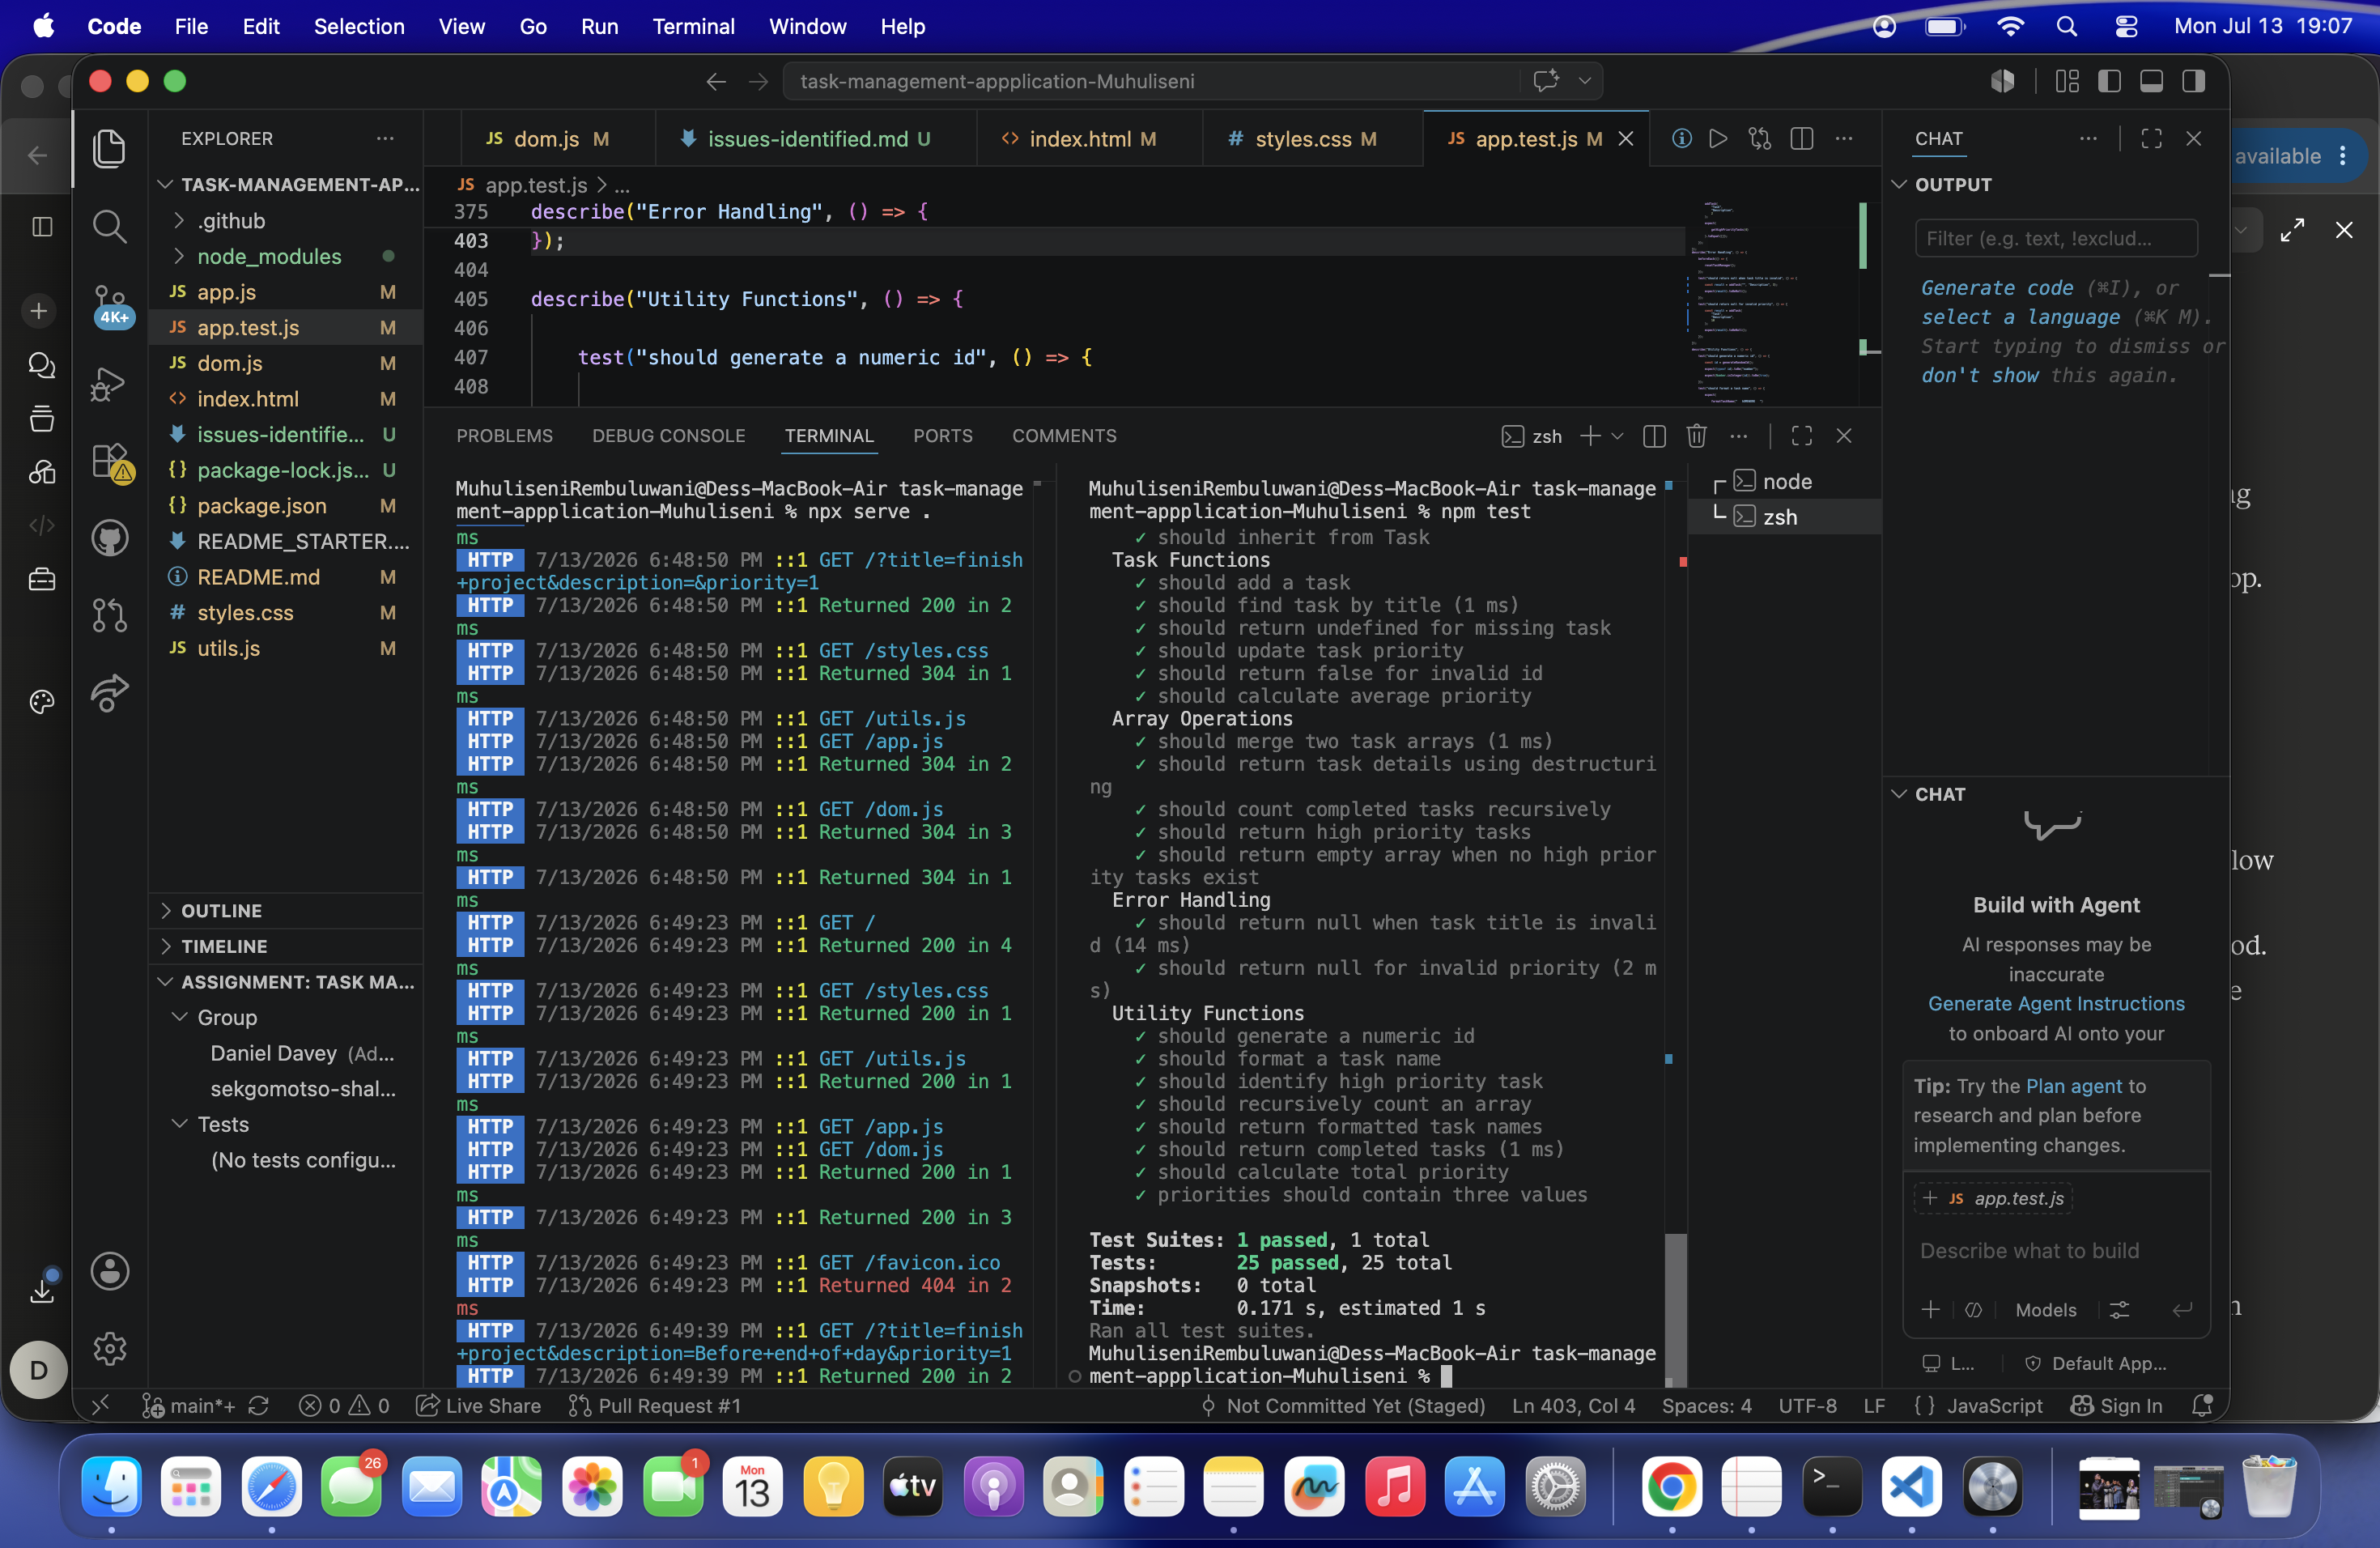 Code File Edit Selection View Go Run Terminal Window Help
Mon Jul 13 19:07
task-management-appplication-Muhuliseni
available
EXPLORER
TASK-MANAGEMENT-AP...
.github
node_modules
JS app.js M
JS app.test.js M
JS dom.js M
<> index.html M
issues-identifie... U
{} package-lock.js... U
{} package.json M
README_STARTER....
README.md M
# styles.css M
JS utils.js M
4K+
OUTLINE
TIMELINE
ASSIGNMENT: TASK MA...
Group
Daniel Davey (Ad...
sekgomotso-shal...
Tests
(No tests configu...
D
JS dom.js M
issues-identified.md U
<> index.html M
# styles.css M
JS app.test.js M
JS app.test.js > ...
375 describe("Error Handling", () => {
403 });
404
405 describe("Utility Functions", () => {
406
407 test("should generate a numeric id", () => {
408
PROBLEMS DEBUG CONSOLE TERMINAL PORTS COMMENTS
zsh
MuhuliseniRembuluwani@Dess-MacBook-Air task-manage
ment-appplication-Muhuliseni % npx serve .
ms
HTTP 7/13/2026 6:48:50 PM ::1 GET /?title=finish
+project&description=&priority=1
HTTP 7/13/2026 6:48:50 PM ::1 Returned 200 in 2
ms
HTTP 7/13/2026 6:48:50 PM ::1 GET /styles.css
HTTP 7/13/2026 6:48:50 PM ::1 Returned 304 in 1
ms
HTTP 7/13/2026 6:48:50 PM ::1 GET /utils.js
HTTP 7/13/2026 6:48:50 PM ::1 GET /app.js
HTTP 7/13/2026 6:48:50 PM ::1 Returned 304 in 2
ms
HTTP 7/13/2026 6:48:50 PM ::1 GET /dom.js
HTTP 7/13/2026 6:48:50 PM ::1 Returned 304 in 3
ms
HTTP 7/13/2026 6:48:50 PM ::1 Returned 304 in 1
ms
HTTP 7/13/2026 6:49:23 PM ::1 GET /
HTTP 7/13/2026 6:49:23 PM ::1 Returned 200 in 4
ms
HTTP 7/13/2026 6:49:23 PM ::1 GET /styles.css
HTTP 7/13/2026 6:49:23 PM ::1 Returned 200 in 1
ms
HTTP 7/13/2026 6:49:23 PM ::1 GET /utils.js
HTTP 7/13/2026 6:49:23 PM ::1 Returned 200 in 1
ms
HTTP 7/13/2026 6:49:23 PM ::1 GET /app.js
HTTP 7/13/2026 6:49:23 PM ::1 GET /dom.js
HTTP 7/13/2026 6:49:23 PM ::1 Returned 200 in 1
ms
HTTP 7/13/2026 6:49:23 PM ::1 Returned 200 in 3
ms
HTTP 7/13/2026 6:49:23 PM ::1 GET /favicon.ico
HTTP 7/13/2026 6:49:23 PM ::1 Returned 404 in 2
ms
HTTP 7/13/2026 6:49:39 PM ::1 GET /?title=finish
+project&description=Before+end+of+day&priority=1
HTTP 7/13/2026 6:49:39 PM ::1 Returned 200 in 2
MuhuliseniRembuluwani@Dess-MacBook-Air task-manage
ment-appplication-Muhuliseni % npm test
✓ should inherit from Task
Task Functions
✓ should add a task
✓ should find task by title (1 ms)
✓ should return undefined for missing task
✓ should update task priority
✓ should return false for invalid id
✓ should calculate average priority
Array Operations
✓ should merge two task arrays (1 ms)
✓ should return task details using destructuri
ng
✓ should count completed tasks recursively
✓ should return high priority tasks
✓ should return empty array when no high prior
ity tasks exist
Error Handling
✓ should return null when task title is invali
d (14 ms)
✓ should return null for invalid priority (2 m
s)
Utility Functions
✓ should generate a numeric id
✓ should format a task name
✓ should identify high priority task
✓ should recursively count an array
✓ should return formatted task names
✓ should return completed tasks (1 ms)
✓ should calculate total priority
✓ priorities should contain three values
Test Suites: 1 passed, 1 total
Tests: 25 passed, 25 total
Snapshots: 0 total
Time: 0.171 s, estimated 1 s
Ran all test suites.
MuhuliseniRembuluwani@Dess-MacBook-Air task-manage
ment-appplication-Muhuliseni %
node
zsh
CHAT
OUTPUT
Filter (e.g. text, !exclud...
Generate code (⌘I), or
select a language (⌘K M).
Start typing to dismiss or
don't show this again.
CHAT
Build with Agent
AI responses may be
inaccurate
Generate Agent Instructions
to onboard AI onto your
Tip: Try the Plan agent to
research and plan before
implementing changes.
JS app.test.js
Describe what to build
Models
L... Default App...
op.
low
od.
main*+ 0 0 Live Share Pull Request #1
Not Committed Yet (Staged) Ln 403, Col 4 Spaces: 4 UTF-8 LF {} JavaScript Sign In
26
1
Mon
13
tv